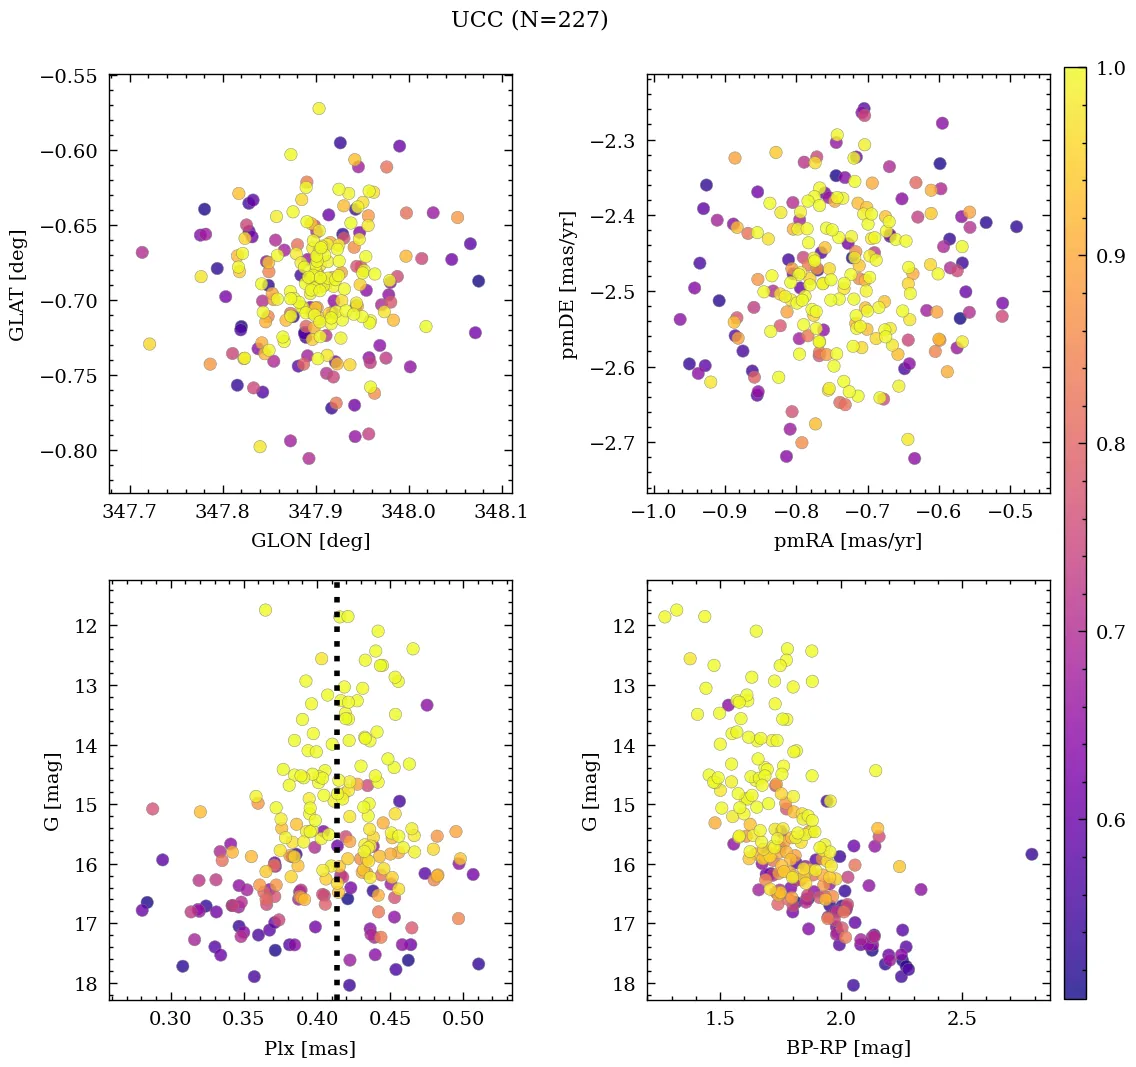 UCC (N=227)
−0.55
−0.60
−0.65
−0.70
−0.75
−0.80
GLAT [deg]
347.7 347.8 347.9 348.0 348.1
GLON [deg]
−2.3
−2.4
−2.5
−2.6
−2.7
pmDE [mas/yr]
−1.0 −0.9 −0.8 −0.7 −0.6 −0.5
pmRA [mas/yr]
1.0
0.9
0.8
0.7
0.6
12
13
14
15
16
17
18
G [mag]
0.30 0.35 0.40 0.45 0.50
Plx [mas]
12
13
14
15
16
17
18
G [mag]
1.5 2.0 2.5
BP-RP [mag]